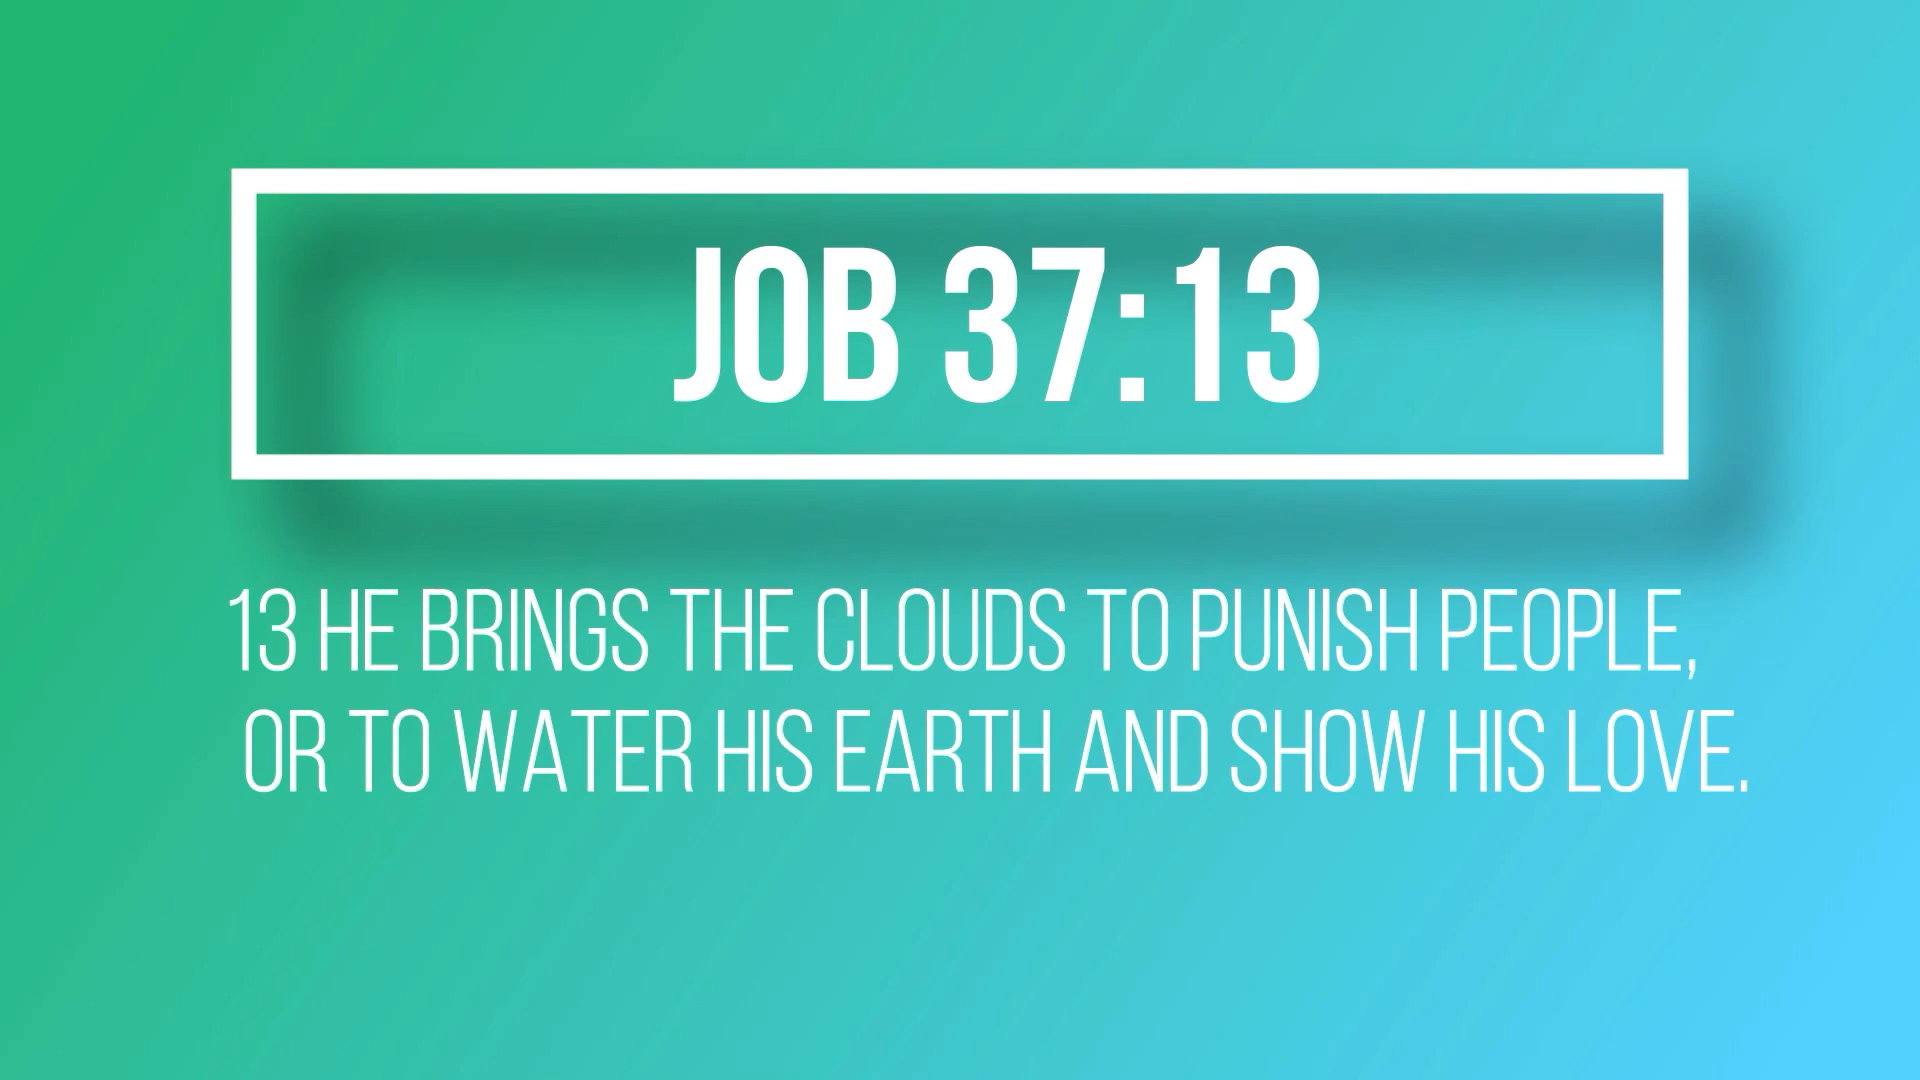 JOB 37:13
13 HE BRINGS THE CLOUDS TO PUNISH PEOPLE,
OR TO WATER HIS EARTH AND SHOW HIS LOVE.